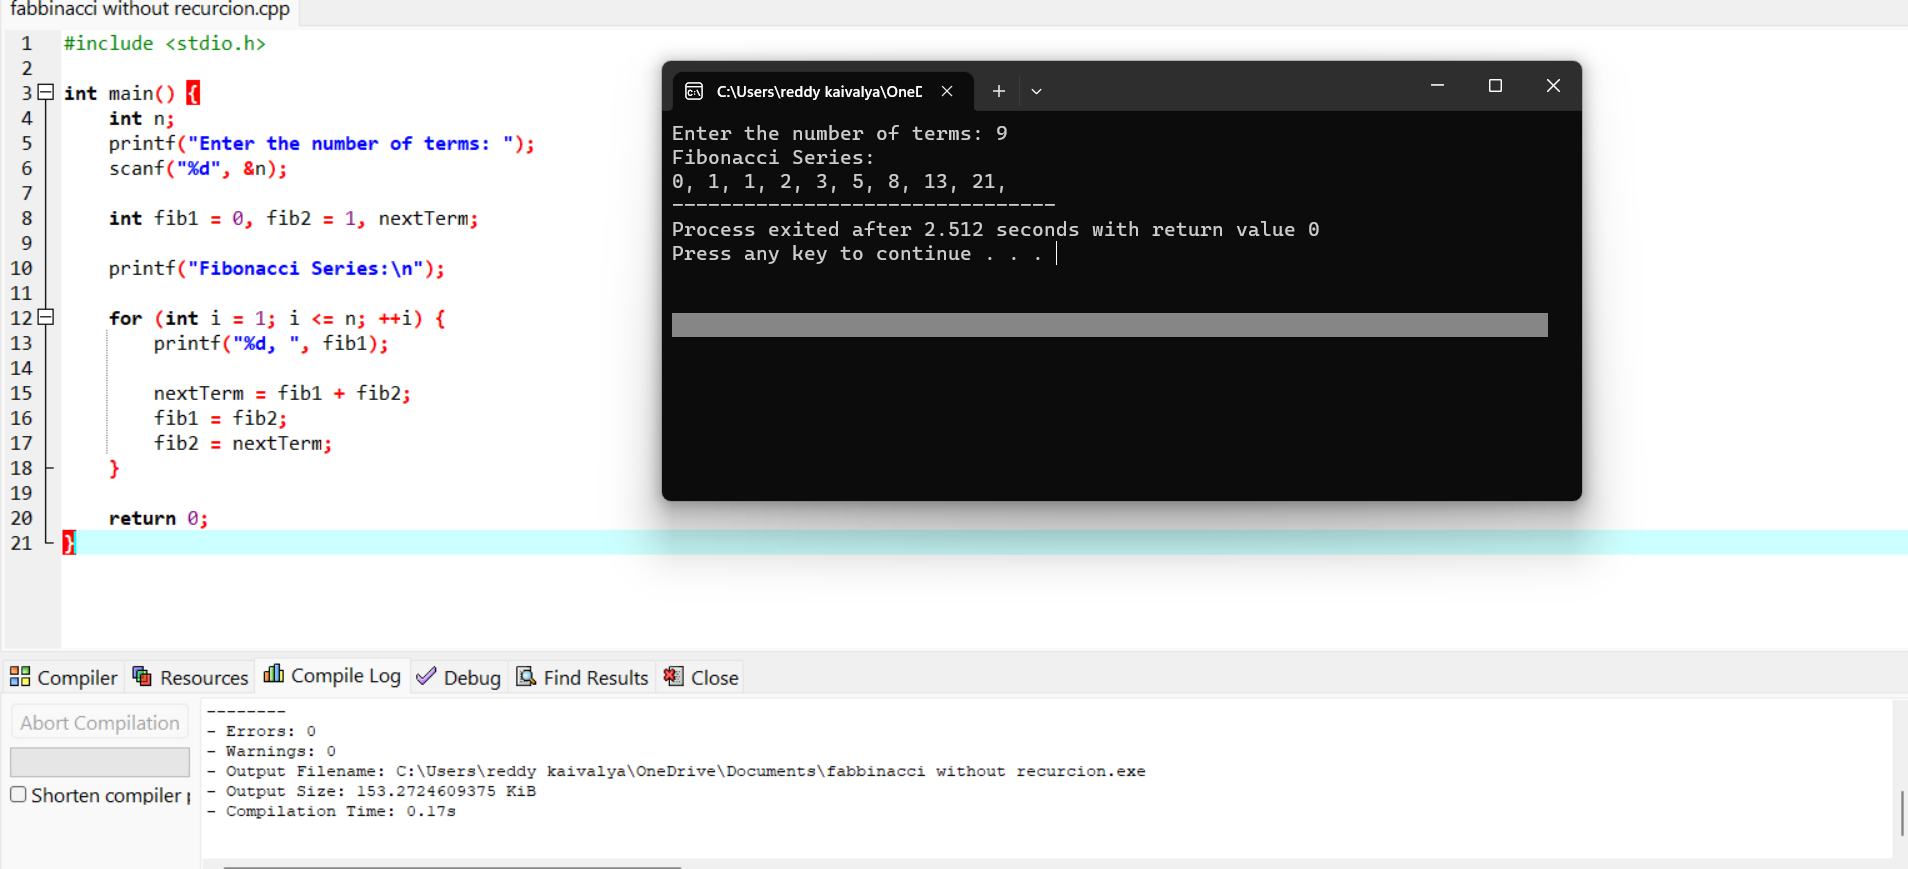 fabbinacci without recurcion.cpp
1 #include <stdio.h>
2
3 int main() {
4 int n;
5 printf("Enter the number of terms: ");
6 scanf("%d", &n);
7
8 int fib1 = 0, fib2 = 1, nextTerm;
9
10 printf("Fibonacci Series:\n");
11
12 for (int i = 1; i <= n; ++i) {
13 printf("%d, ", fib1);
14
15 nextTerm = fib1 + fib2;
16 fib1 = fib2;
17 fib2 = nextTerm;
18 }
19
20 return 0;
21 }
C:\Users\reddy kaivalya\OneD
Enter the number of terms: 9
Fibonacci Series:
0, 1, 1, 2, 3, 5, 8, 13, 21,
--------------------------------
Process exited after 2.512 seconds with return value 0
Press any key to continue . . .
Compiler Resources Compile Log Debug Find Results Close
Abort Compilation
Shorten compiler p
--------
- Errors: 0
- Warnings: 0
- Output Filename: C:\Users\reddy kaivalya\OneDrive\Documents\fabbinacci without recurcion.exe
- Output Size: 153.2724609375 KiB
- Compilation Time: 0.17s